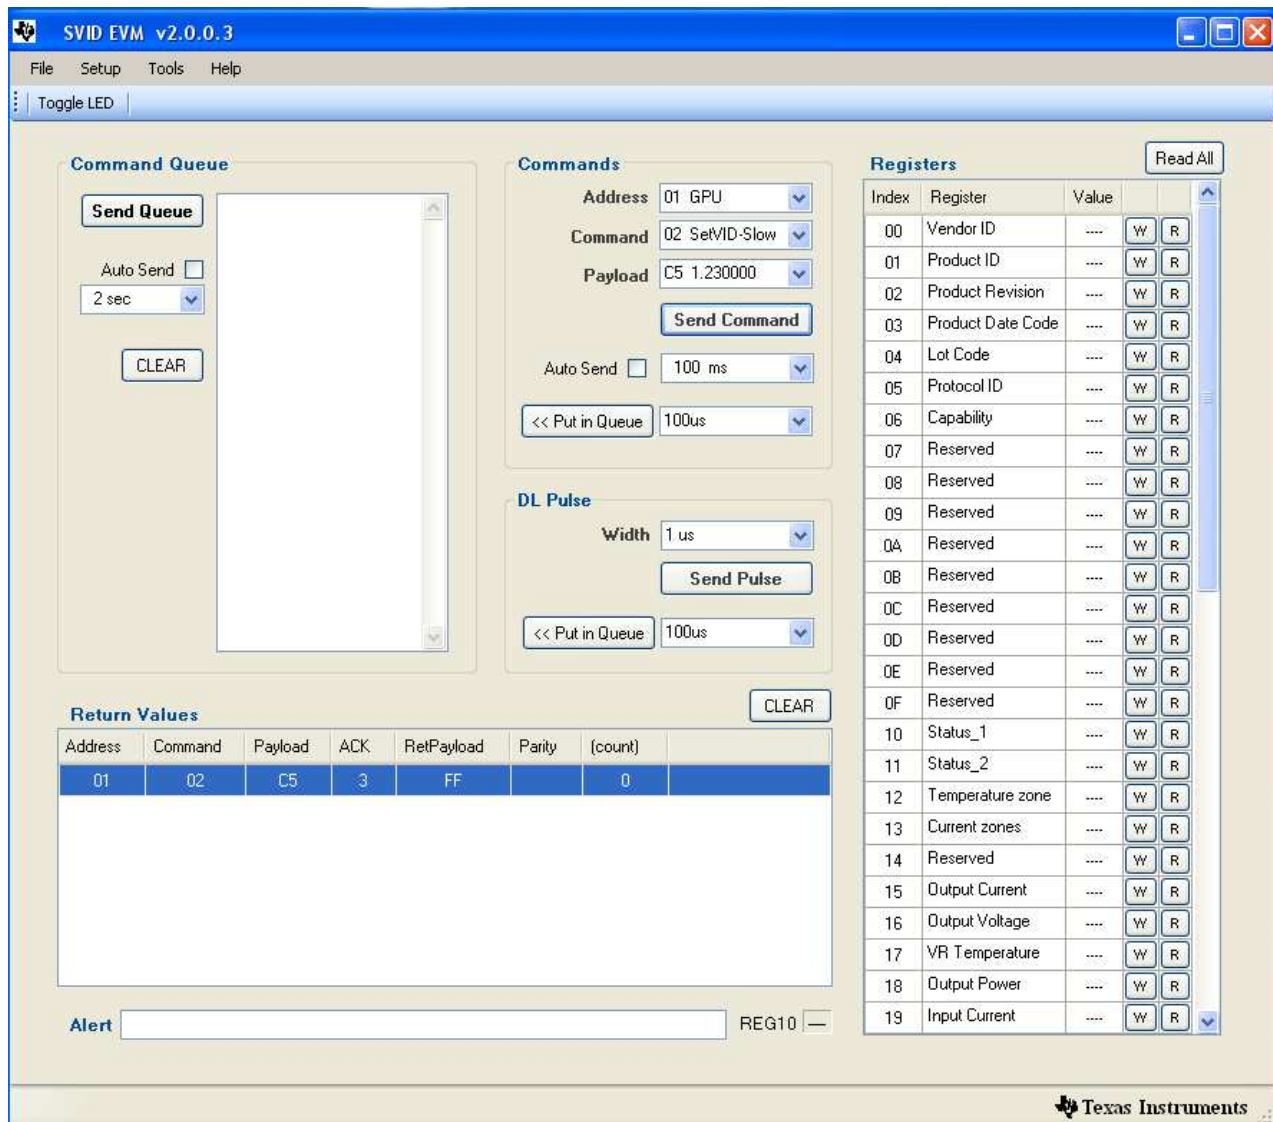 SVID EVM v2.0.0.3
File Setup Tools Help
Toggle LED
Command Queue
Send Queue
Auto Send
2 sec
CLEAR
Commands
Address 01 GPU
Command 02 SetVID-Slow
Payload C5 1.230000
Send Command
Auto Send 100 ms
<< Put in Queue 100us
DL Pulse
Width 1 us
Send Pulse
<< Put in Queue 100us
Return Values
CLEAR
Address Command Payload ACK RetPayload Parity (count)
01 02 C5 3 FF 0
Alert
REG10 —
Registers
Read All
Index Register Value
00 Vendor ID ---- W R
01 Product ID ---- W R
02 Product Revision ---- W R
03 Product Date Code ---- W R
04 Lot Code ---- W R
05 Protocol ID ---- W R
06 Capability ---- W R
07 Reserved ---- W R
08 Reserved ---- W R
09 Reserved ---- W R
0A Reserved ---- W R
0B Reserved ---- W R
0C Reserved ---- W R
0D Reserved ---- W R
0E Reserved ---- W R
0F Reserved ---- W R
10 Status_1 ---- W R
11 Status_2 ---- W R
12 Temperature zone ---- W R
13 Current zones ---- W R
14 Reserved ---- W R
15 Output Current ---- W R
16 Output Voltage ---- W R
17 VR Temperature ---- W R
18 Output Power ---- W R
19 Input Current ---- W R
Texas Instruments